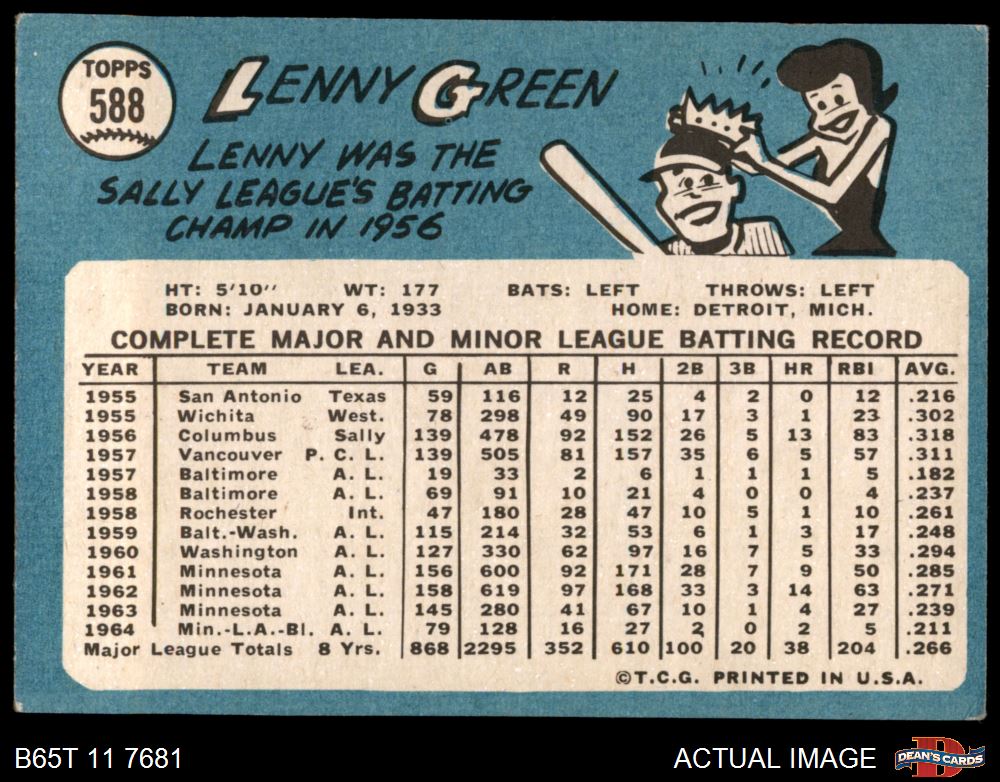 TOPPS
588
LENNY GREEN
LENNY WAS THE
SALLY LEAGUE'S BATTING
CHAMP IN 1956
HT: 5'10" WT: 177 BATS: LEFT THROWS: LEFT
BORN: JANUARY 6, 1933 HOME: DETROIT, MICH.
COMPLETE MAJOR AND MINOR LEAGUE BATTING RECORD
YEAR TEAM LEA. G AB R H 2B 3B HR RBI AVG.
1955 San Antonio Texas 59 116 12 25 4 2 0 12 .216
1955 Wichita West. 78 298 49 90 17 3 1 23 .302
1956 Columbus Sally 139 478 92 152 26 5 13 83 .318
1957 Vancouver P. C. L. 139 505 81 157 35 6 5 57 .311
1957 Baltimore A. L. 19 33 2 6 1 1 1 5 .182
1958 Baltimore A. L. 69 91 10 21 4 0 0 4 .237
1958 Rochester Int. 47 180 28 47 10 5 1 10 .261
1959 Balt.-Wash. A. L. 115 214 32 53 6 1 3 17 .248
1960 Washington A. L. 127 330 62 97 16 7 5 33 .294
1961 Minnesota A. L. 156 600 92 171 28 7 9 50 .285
1962 Minnesota A. L. 158 619 97 168 33 3 14 63 .271
1963 Minnesota A. L. 145 280 41 67 10 1 4 27 .239
1964 Min.-L.A.-Bl. A. L. 79 128 16 27 2 0 2 5 .211
Major League Totals 8 Yrs. 868 2295 352 610 100 20 38 204 .266
©T.C.G. PRINTED IN U.S.A.
B65T 11 7681 ACTUAL IMAGE D DEAN'S CARDS